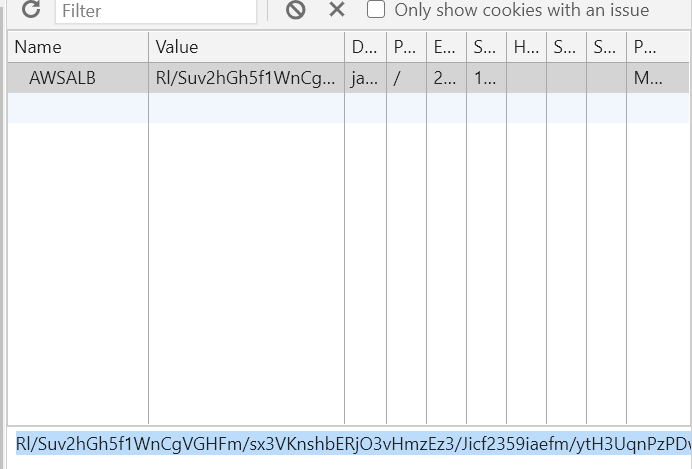 Filter Only show cookies with an issue
Name Value D... P... E... S... H... S... S... P...
AWSALB Rl/Suv2hGh5f1WnCg... ja... / 2... 1... M...
Rl/Suv2hGh5f1WnCgVGHFm/sx3VKnshbERjO3vHmzEz3/Jicf2359iaefm/ytH3UqnPzPDw